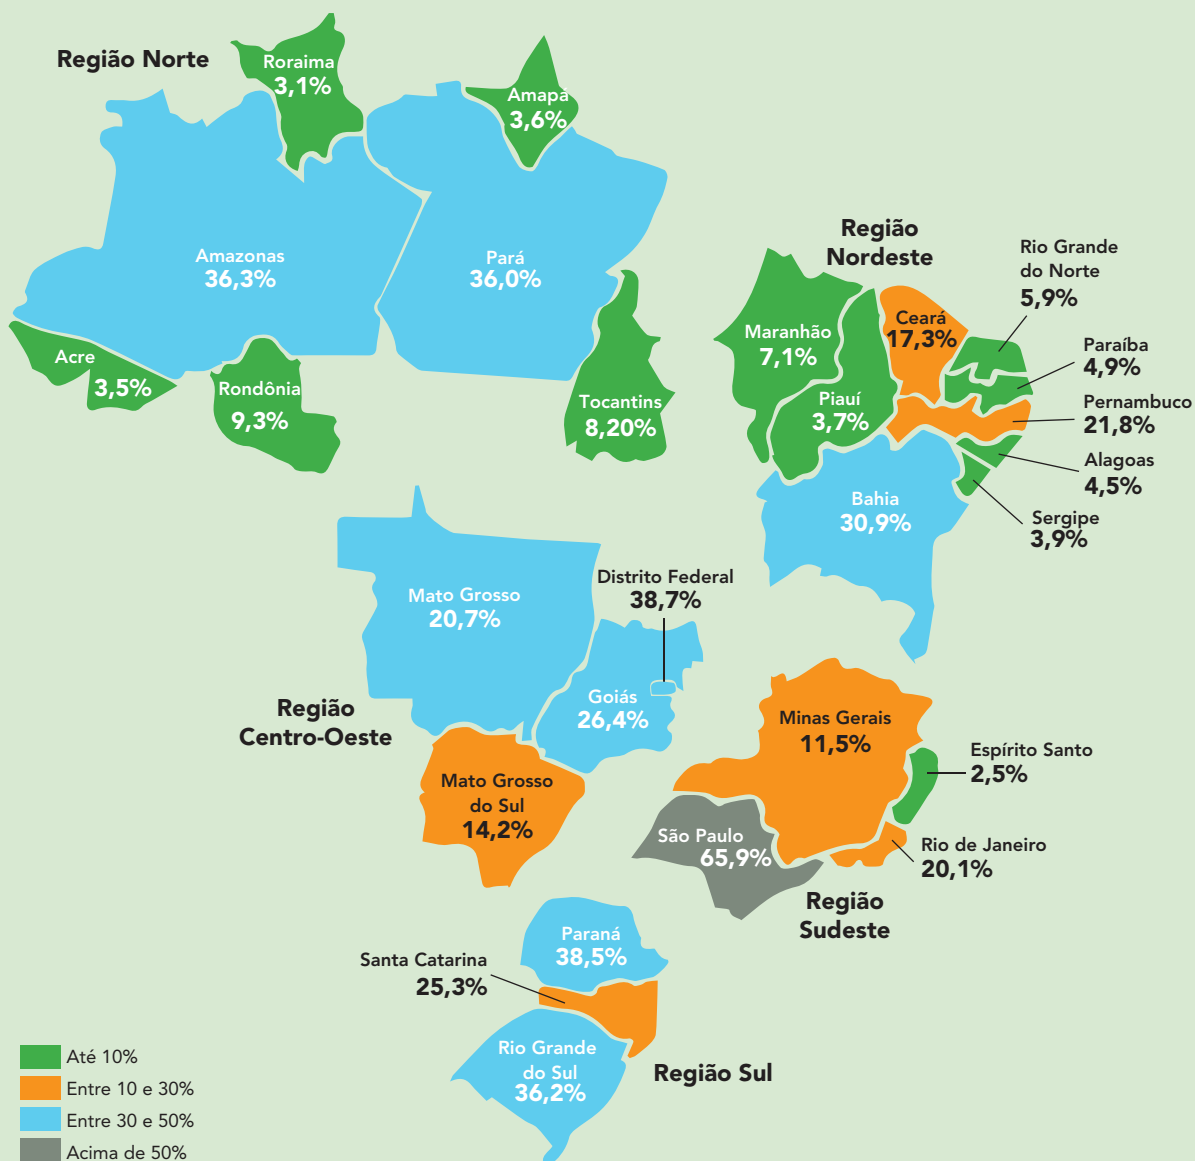 Região Norte
Roraima
3,1%
Amapá
3,6%
Amazonas
36,3%
Pará
36,0%
Acre
3,5%
Rondônia
9,3%
Tocantins
8,20%
Região
Nordeste
Maranhão
7,1%
Piauí
3,7%
Ceará
17,3%
Rio Grande
do Norte
5,9%
Paraíba
4,9%
Pernambuco
21,8%
Alagoas
4,5%
Sergipe
3,9%
Bahia
30,9%
Região
Centro-Oeste
Mato Grosso
20,7%
Distrito Federal
38,7%
Goiás
26,4%
Mato Grosso
do Sul
14,2%
Minas Gerais
11,5%
Espírito Santo
2,5%
São Paulo
65,9%
Rio de Janeiro
20,1%
Região
Sudeste
Paraná
38,5%
Santa Catarina
25,3%
Rio Grande
do Sul
36,2%
Região Sul
Até 10%
Entre 10 e 30%
Entre 30 e 50%
Acima de 50%